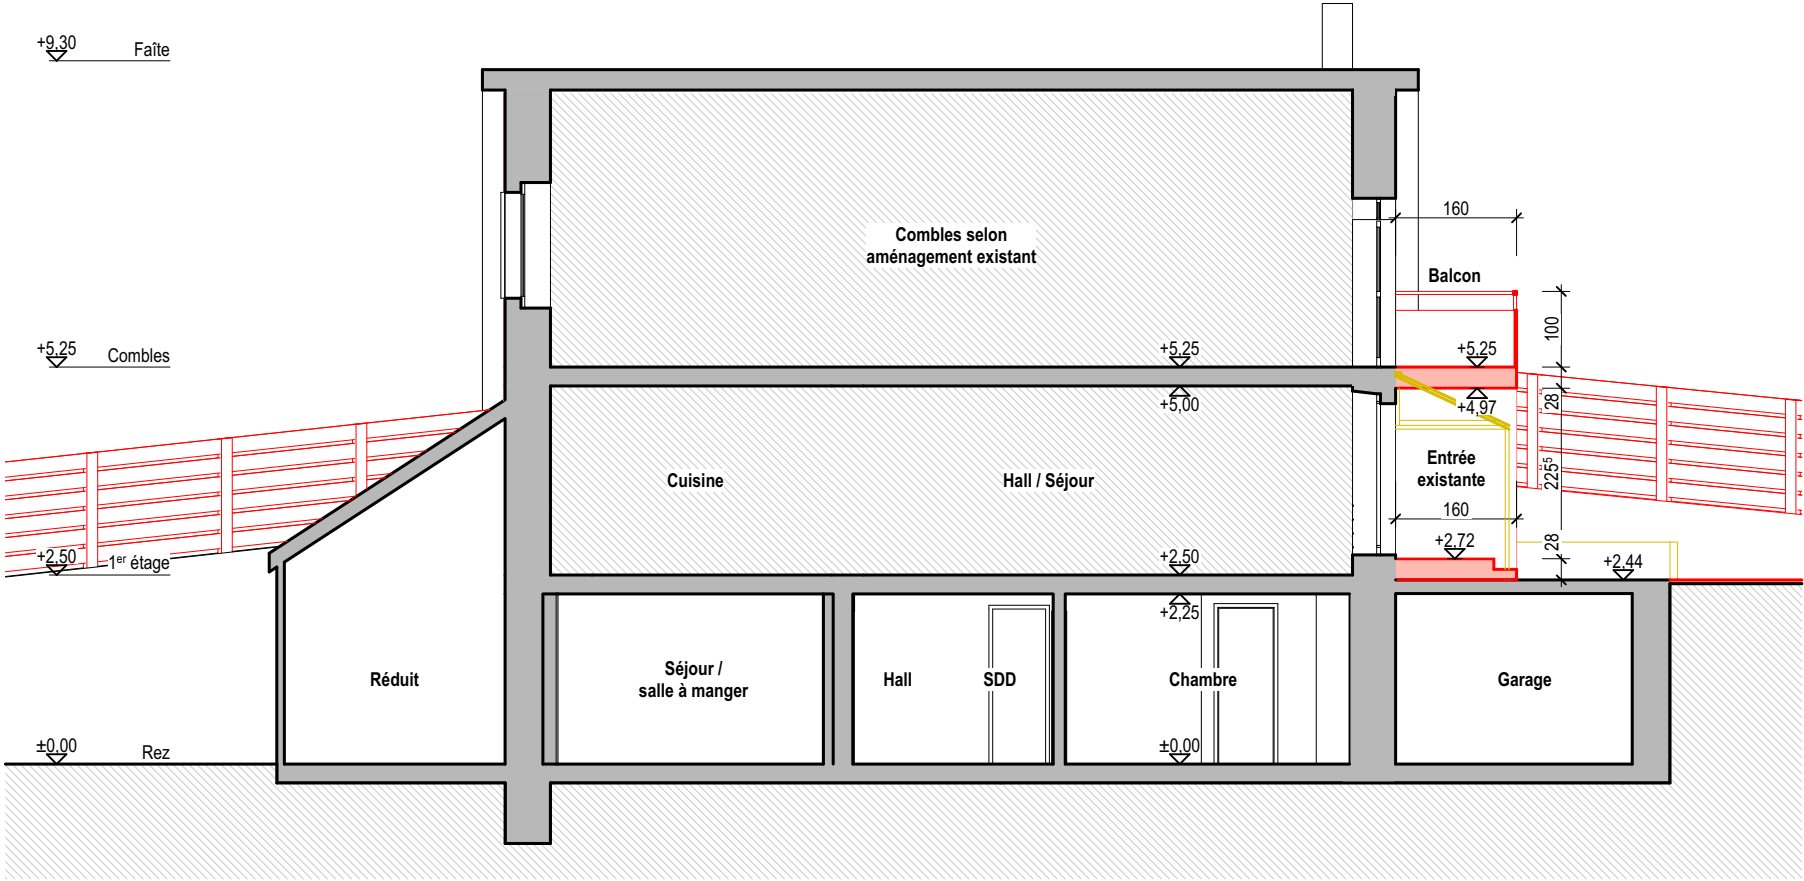 +9,30 Faîte
160
Combles selon
aménagement existant
Balcon
100
+5,25 Combles
+5,25
+5,25
+5,00
+4,97
28
Cuisine
Hall / Séjour
Entrée
existante
225⁵
160
+2,50 1er étage
+2,50
+2,72
28
+2,44
+2,25
Réduit
Séjour /
salle à manger
Hall
SDD
Chambre
Garage
±0,00 Rez
±0,00